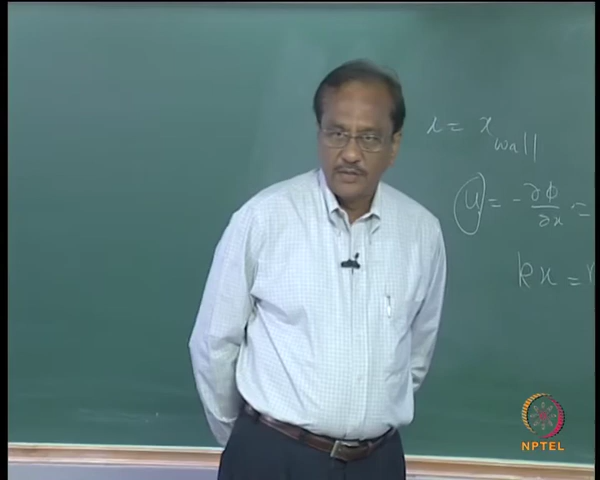 x = x wall
u = - ∂ϕ/∂x =
kx =
NPTEL